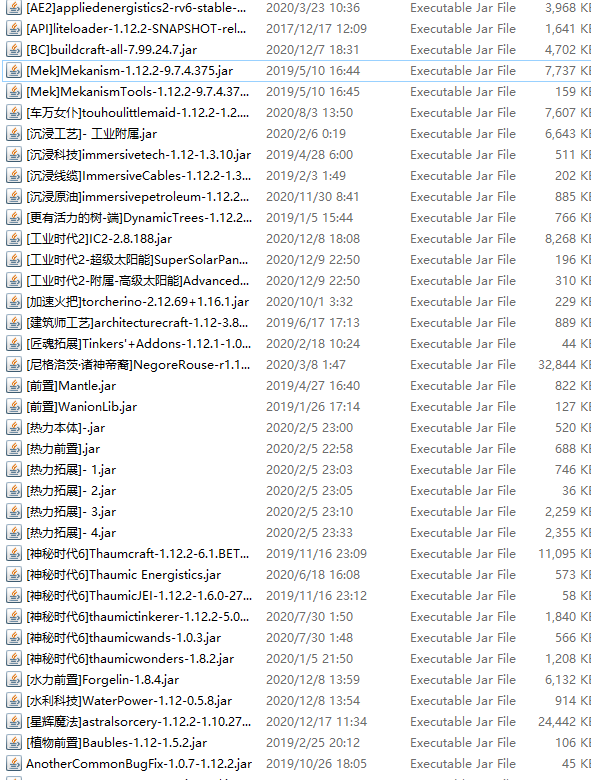 [AE2]appliedenergistics2-rv6-stable-... 2020/3/23 10:36 Executable Jar File 3,968 KB
[API]liteloader-1.12.2-SNAPSHOT-rel... 2017/12/17 12:09 Executable Jar File 1,641 KB
[BC]buildcraft-all-7.99.24.7.jar 2020/12/7 18:31 Executable Jar File 4,702 KB
[Mek]Mekanism-1.12.2-9.7.4.375.jar 2019/5/10 16:44 Executable Jar File 7,737 KB
[Mek]MekanismTools-1.12.2-9.7.4.37... 2019/5/10 16:45 Executable Jar File 159 KB
[车万女仆]touhoulittlemaid-1.12.2-1.2.... 2020/8/3 13:50 Executable Jar File 7,607 KB
[沉浸工艺]- 工业附属.jar 2020/2/6 0:19 Executable Jar File 6,643 KB
[沉浸科技]immersivetech-1.12-1.3.10.jar 2019/4/28 6:00 Executable Jar File 511 KB
[沉浸线缆]ImmersiveCables-1.12.2-1.3... 2019/2/3 1:49 Executable Jar File 202 KB
[沉浸原油]immersivepetroleum-1.12.2... 2020/11/30 8:41 Executable Jar File 885 KB
[更有活力的树-端]DynamicTrees-1.12.2... 2019/1/5 15:44 Executable Jar File 766 KB
[工业时代2]IC2-2.8.188.jar 2020/12/8 18:08 Executable Jar File 8,268 KB
[工业时代2-超级太阳能]SuperSolarPan... 2020/12/9 22:50 Executable Jar File 196 KB
[工业时代2-附属-高级太阳能]Advanced... 2020/12/9 22:50 Executable Jar File 310 KB
[加速火把]torcherino-2.12.69+1.16.1.jar 2020/10/1 3:32 Executable Jar File 229 KB
[建筑师工艺]architecturecraft-1.12-3.8... 2019/6/17 17:13 Executable Jar File 889 KB
[匠魂拓展]Tinkers'+Addons-1.12.1-1.0... 2020/2/18 10:24 Executable Jar File 44 KB
[尼格洛茨·诸神帝裔]NegoreRouse-r1.1... 2020/3/8 1:47 Executable Jar File 32,844 KB
[前置]Mantle.jar 2019/4/27 16:40 Executable Jar File 822 KB
[前置]WanionLib.jar 2019/1/26 17:14 Executable Jar File 127 KB
[热力本体]-.jar 2020/2/5 23:00 Executable Jar File 520 KB
[热力前置].jar 2020/2/5 22:58 Executable Jar File 688 KB
[热力拓展]- 1.jar 2020/2/5 23:03 Executable Jar File 746 KB
[热力拓展]- 2.jar 2020/2/5 23:05 Executable Jar File 36 KB
[热力拓展]- 3.jar 2020/2/5 23:10 Executable Jar File 2,259 KB
[热力拓展]- 4.jar 2020/2/5 23:33 Executable Jar File 2,355 KB
[神秘时代6]Thaumcraft-1.12.2-6.1.BET... 2019/11/16 23:09 Executable Jar File 11,095 KB
[神秘时代6]Thaumic Energistics.jar 2020/6/18 16:08 Executable Jar File 573 KB
[神秘时代6]ThaumicJEI-1.12.2-1.6.0-27... 2019/11/16 23:12 Executable Jar File 58 KB
[神秘时代6]thaumictinkerer-1.12.2-5.0... 2020/7/30 1:50 Executable Jar File 1,840 KB
[神秘时代6]thaumicwands-1.0.3.jar 2020/7/30 1:48 Executable Jar File 566 KB
[神秘时代6]thaumicwonders-1.8.2.jar 2020/1/5 21:50 Executable Jar File 1,208 KB
[水力前置]Forgelin-1.8.4.jar 2020/12/8 13:59 Executable Jar File 6,132 KB
[水利科技]WaterPower-1.12-0.5.8.jar 2020/12/8 13:54 Executable Jar File 914 KB
[星辉魔法]astralsorcery-1.12.2-1.10.27... 2020/12/17 11:34 Executable Jar File 24,442 KB
[植物前置]Baubles-1.12-1.5.2.jar 2019/2/25 20:12 Executable Jar File 106 KB
AnotherCommonBugFix-1.0.7-1.12.2.jar 2019/10/26 18:05 Executable Jar File 45 KB